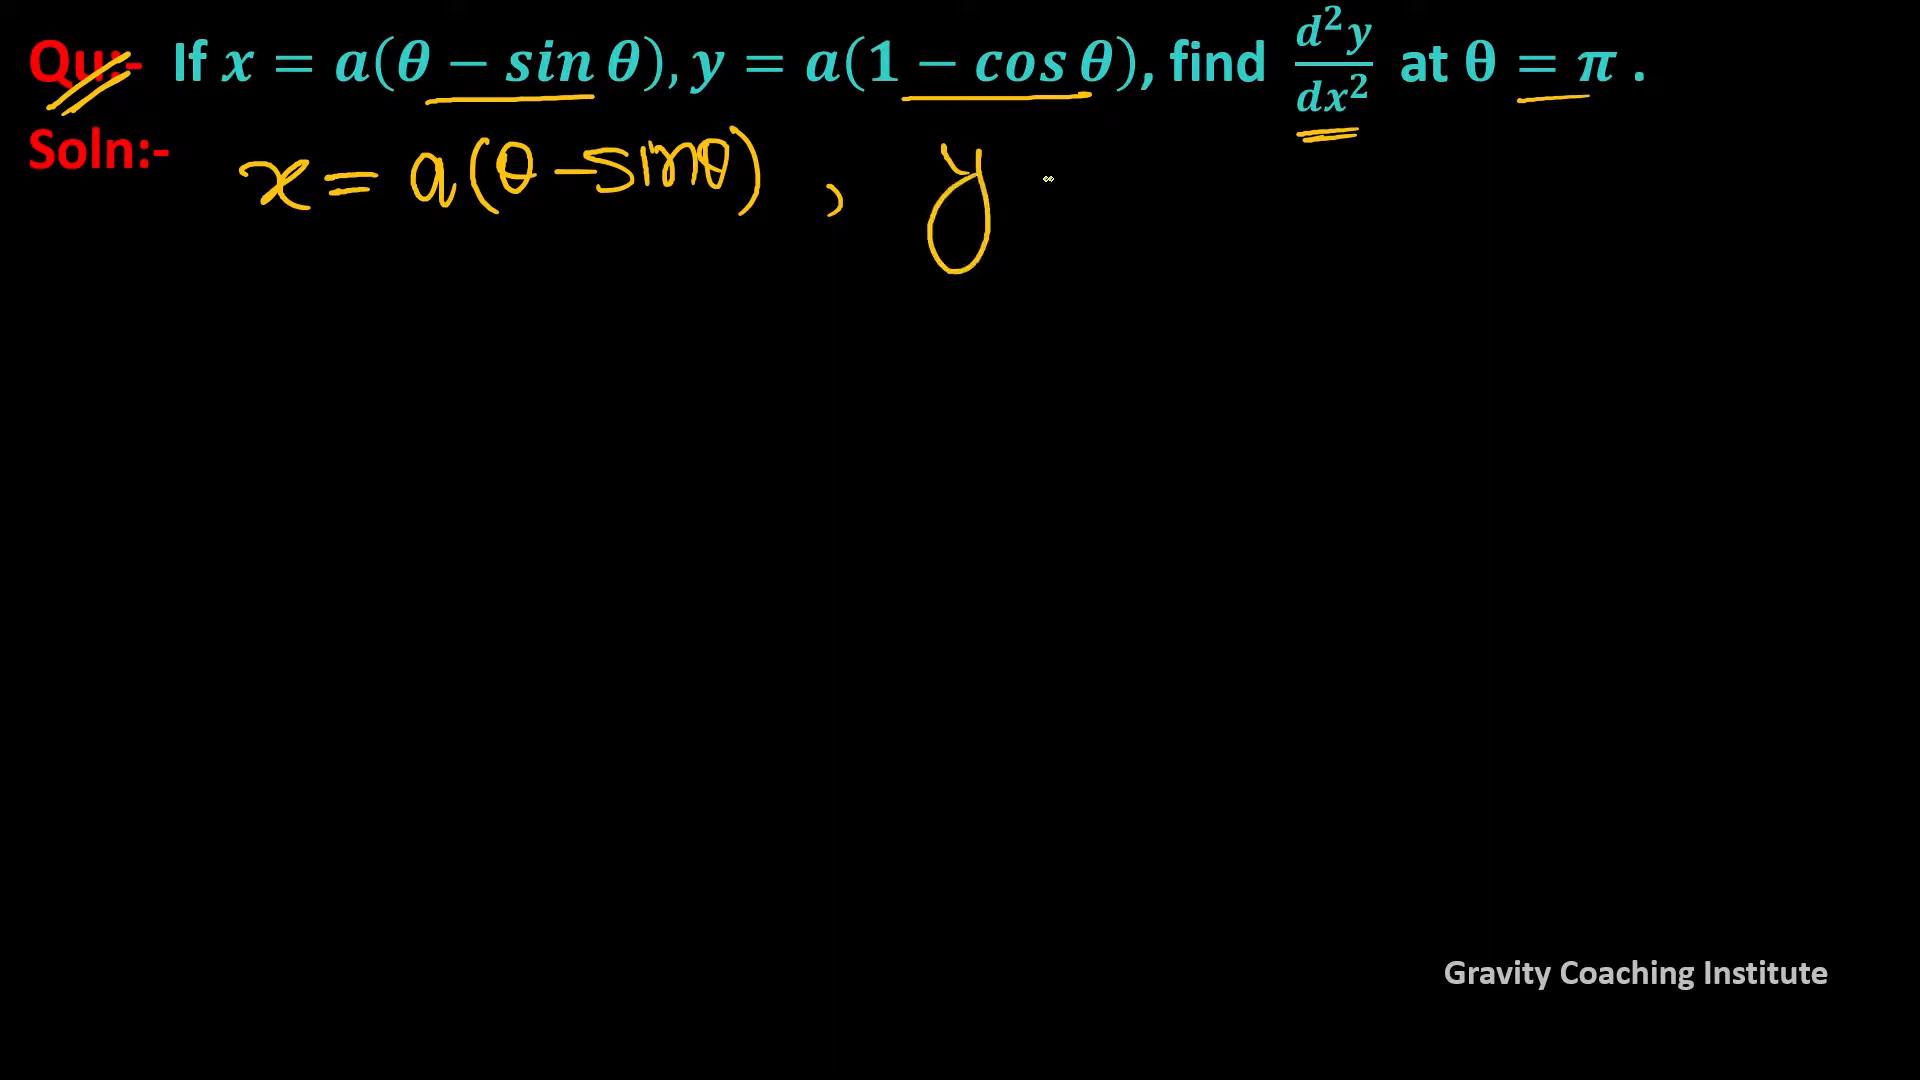 Qu:- If x = a(θ − sin θ), y = a(1 − cos θ), find d²y/dx² at θ = π .
Soln:- x = a(θ − sinθ) , y
Gravity Coaching Institute